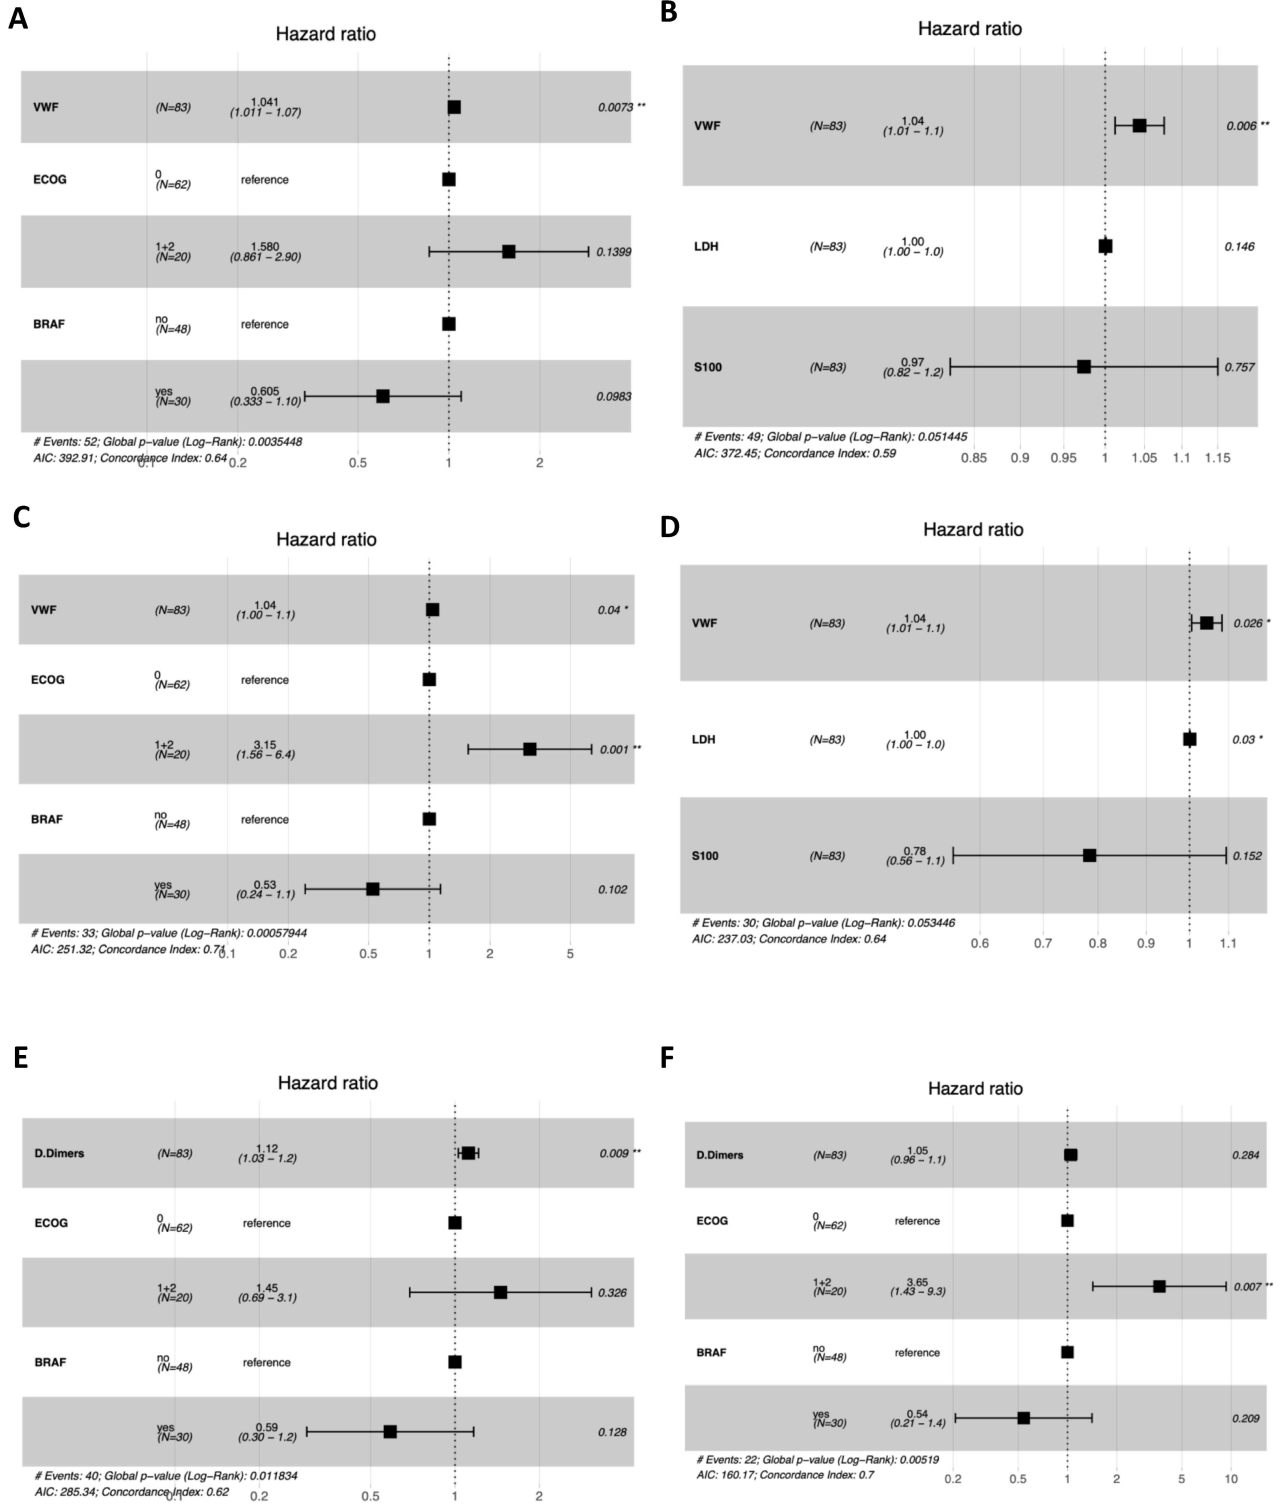 A
Hazard ratio
VWF (N=83) 1.041 0.0073 **
(1.011 – 1.07)
ECOG 0 reference
(N=62)
1+2 1.580 0.1399
(N=20) (0.861 – 2.90)
BRAF no reference
(N=48)
yes 0.605 0.0983
(N=30) (0.333 – 1.10)
# Events: 52; Global p−value (Log−Rank): 0.0035448
AIC: 392.91; Concordance Index: 0.64
0.1 0.2 0.5 1 2
B
Hazard ratio
VWF (N=83) 1.04 0.006 **
(1.01 – 1.1)
LDH (N=83) 1.00 0.146
(1.00 – 1.0)
S100 (N=83) 0.97 0.757
(0.82 – 1.2)
# Events: 49; Global p−value (Log−Rank): 0.051445
AIC: 372.45; Concordance Index: 0.59
0.85 0.9 0.95 1 1.05 1.1 1.15
C
Hazard ratio
VWF (N=83) 1.04 0.04 *
(1.00 – 1.1)
ECOG 0 reference
(N=62)
1+2 3.15 0.001 **
(N=20) (1.56 – 6.4)
BRAF no reference
(N=48)
yes 0.53 0.102
(N=30) (0.24 – 1.1)
# Events: 33; Global p−value (Log−Rank): 0.00057944
AIC: 251.32; Concordance Index: 0.71
0.1 0.2 0.5 1 2 5
D
Hazard ratio
VWF (N=83) 1.04 0.026 *
(1.01 – 1.1)
LDH (N=83) 1.00 0.03 *
(1.00 – 1.0)
S100 (N=83) 0.78 0.152
(0.56 – 1.1)
# Events: 30; Global p−value (Log−Rank): 0.053446
AIC: 237.03; Concordance Index: 0.64
0.6 0.7 0.8 0.9 1 1.1
E
Hazard ratio
D.Dimers (N=83) 1.12 0.009 **
(1.03 – 1.2)
ECOG 0 reference
(N=62)
1+2 1.45 0.326
(N=20) (0.69 – 3.1)
BRAF no reference
(N=48)
yes 0.59 0.128
(N=30) (0.30 – 1.2)
# Events: 40; Global p−value (Log−Rank): 0.011834
AIC: 285.34; Concordance Index: 0.62
0.1 0.2 0.5 1 2
F
Hazard ratio
D.Dimers (N=83) 1.05 0.284
(0.96 – 1.1)
ECOG 0 reference
(N=62)
1+2 3.65 0.007 **
(N=20) (1.43 – 9.3)
BRAF no reference
(N=48)
yes 0.54 0.209
(N=30) (0.21 – 1.4)
# Events: 22; Global p−value (Log−Rank): 0.00519
AIC: 160.17; Concordance Index: 0.7
0.2 0.5 1 2 5 10